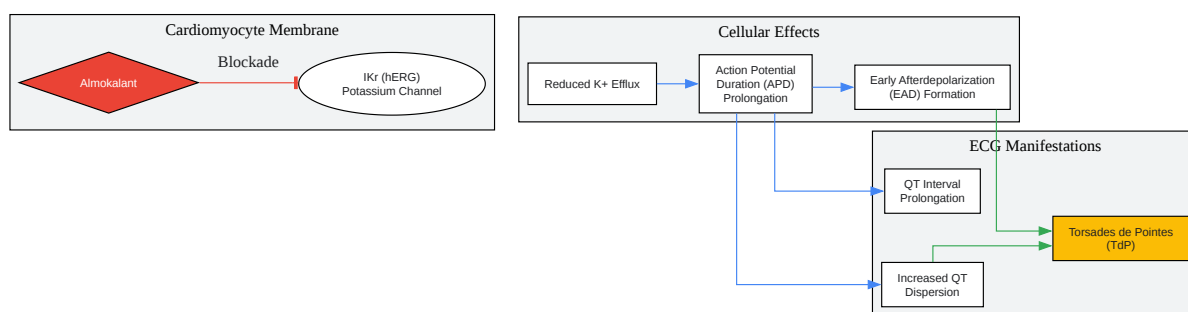 Cardiomyocyte Membrane
Almokalant
Blockade
IKr (hERG)
Potassium Channel
Cellular Effects
Reduced K+ Efflux
Action Potential
Duration (APD)
Prolongation
Early Afterdepolarization
(EAD) Formation
ECG Manifestations
QT Interval
Prolongation
Torsades de Pointes
(TdP)
Increased QT
Dispersion